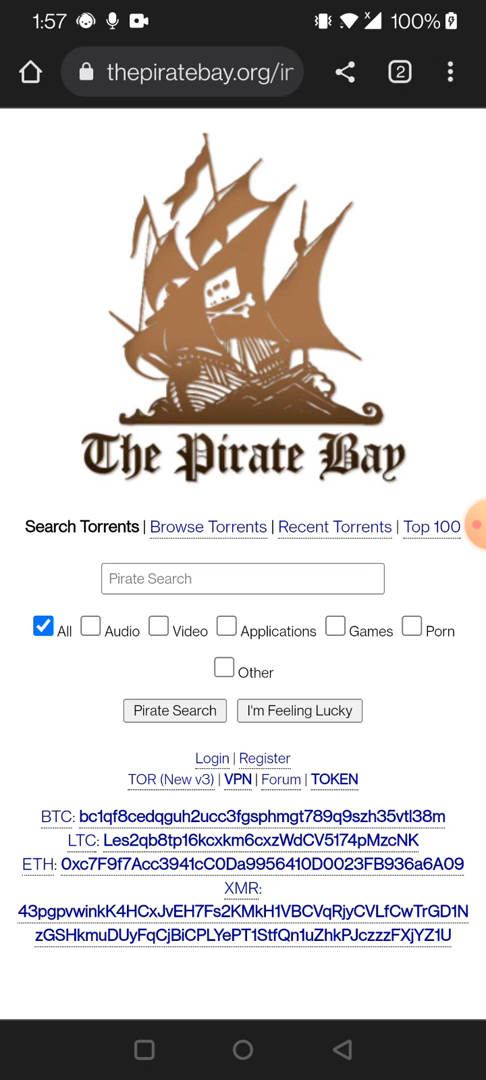 1:57 100%
thepiratebay.org/ir
2
The Pirate Bay
Search Torrents | Browse Torrents | Recent Torrents | Top 100
Pirate Search
All Audio Video Applications Games Porn
Other
Pirate Search I'm Feeling Lucky
Login | Register
TOR (New v3) | VPN | Forum | TOKEN
BTC: bc1qf8cedqguh2ucc3fgsphmgt789q9szh35vtl38m
LTC: Les2qb8tp16kcxkm6cxzWdCV5174pMzcNK
ETH: 0xc7F9f7Acc3941cC0Da9956410D0023FB936a6A09
XMR:
43pgpvwinkK4HCxJvEH7Fs2KMkH1VBCVqRjyCVLfCwTrGD1N
zGSHkmuDUyFqCjBiCPLYePT1StfQn1uZhkPJczzzFXjYZ1U